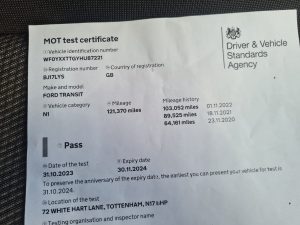 MOT test certificate
Vehicle identification number
WF0YXXTTGYHU87221
Registration number Country of registration
BJ17LYS GB
Make and model
FORD TRANSIT
Vehicle category Mileage Mileage history
N1 121,370 miles 103,092 miles 01.11.2022
89,525 miles 18.11.2021
64,161 miles 23.11.2020
Driver & Vehicle
Standards
Agency
Pass
Date of the test Expiry date
31.10.2023 30.11.2024
To preserve the anniversary of the expiry date, the earliest you can present your vehicle for test is
31.10.2024.
Location of the test
72 WHITE HART LANE, TOTTENHAM, N17 8HP
Testing organisation and inspector name